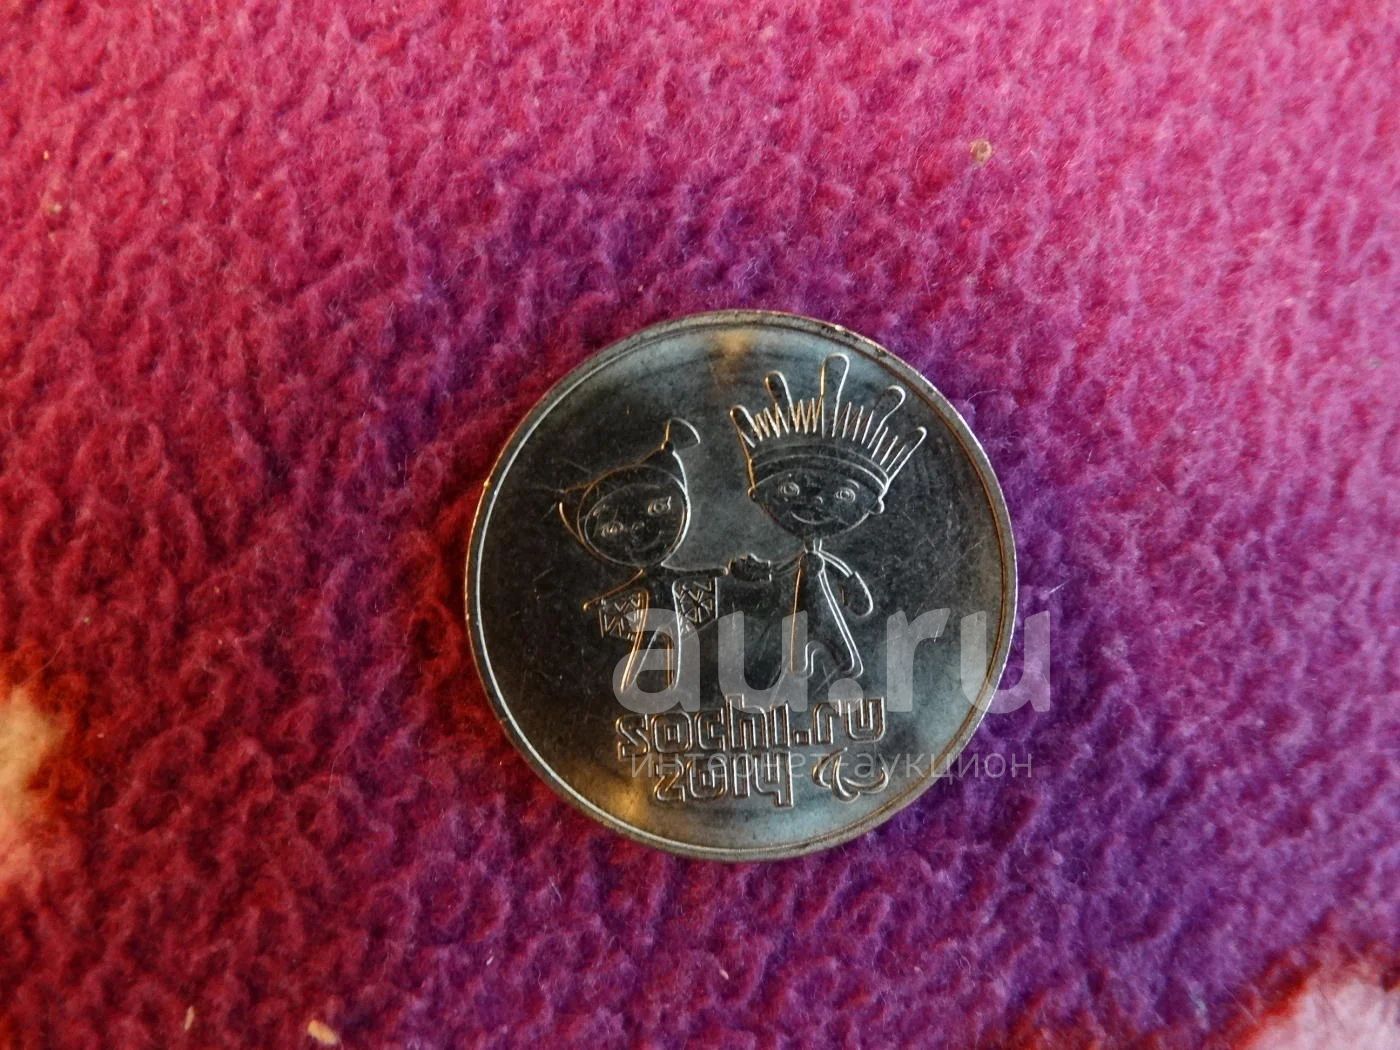 au.ru
sochi.ru
интернет-аукцион
2014